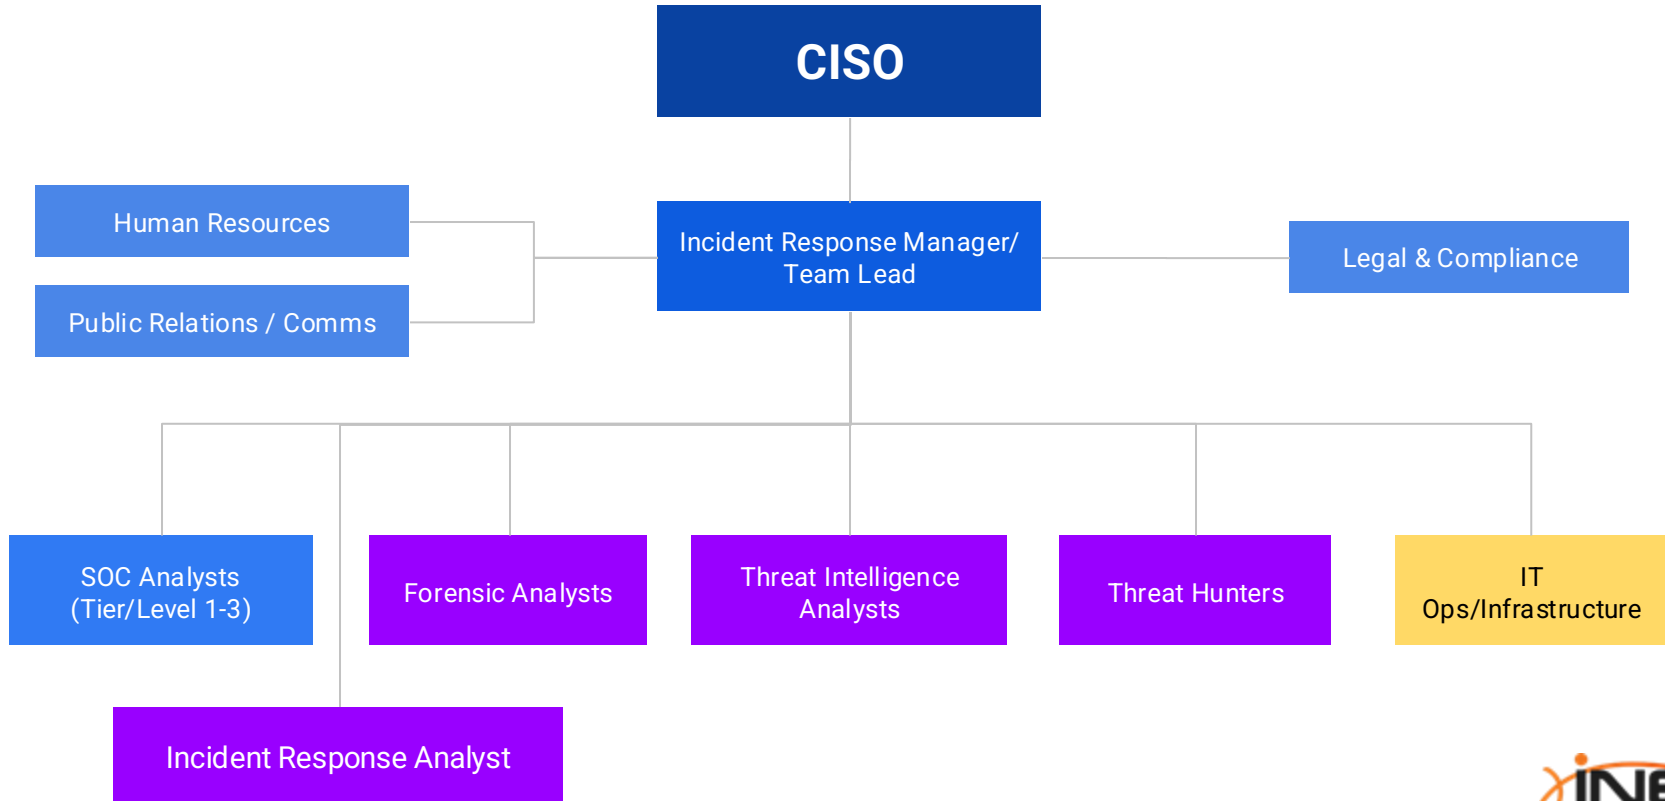 CISO
Human Resources
Incident Response Manager/
Team Lead
Legal & Compliance
Public Relations / Comms
SOC Analysts
(Tier/Level 1-3)
Forensic Analysts
Threat Intelligence
Analysts
Threat Hunters
IT
Ops/Infrastructure
Incident Response Analyst